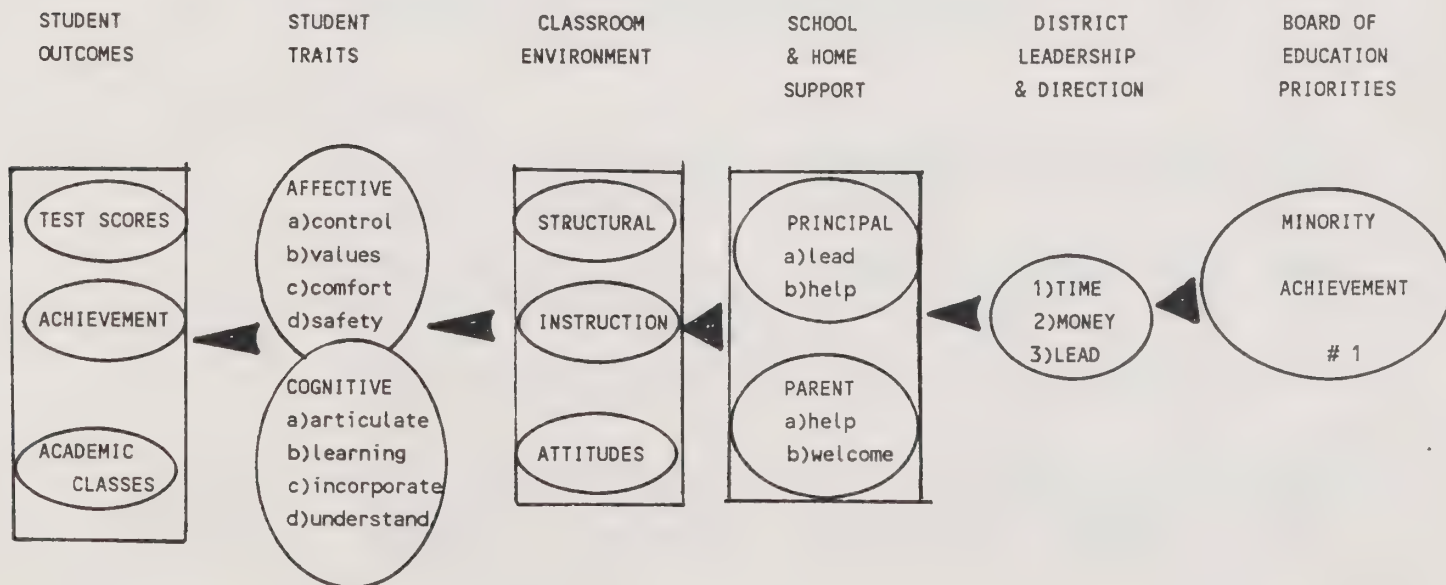 STUDENT
OUTCOMES
STUDENT
TRAITS
CLASSROOM
ENVIRONMENT
SCHOOL
& HOME
SUPPORT
DISTRICT
LEADERSHIP
& DIRECTION
BOARD OF
EDUCATION
PRIORITIES
TEST SCORES
ACHIEVEMENT
ACADEMIC
CLASSES
AFFECTIVE
a)control
b)values
c)comfort
d)safety
COGNITIVE
a)articulate
b)learning
c)incorporate
d)understand
STRUCTURAL
INSTRUCTION
ATTITUDES
PRINCIPAL
a)lead
b)help
PARENT
a)help
b)welcome
1)TIME
2)MONEY
3)LEAD
MINORITY
ACHIEVEMENT
# 1